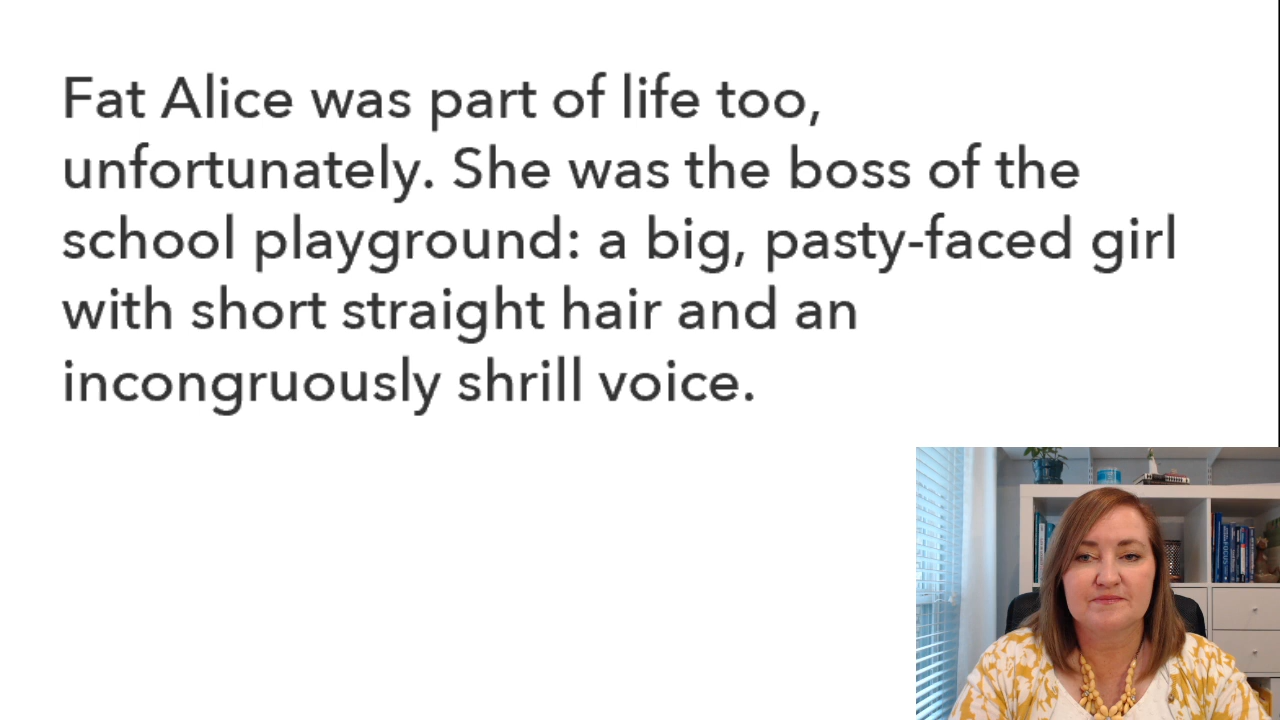 Fat Alice was part of life too,
unfortunately. She was the boss of the
school playground: a big, pasty-faced girl
with short straight hair and an
incongruously shrill voice.